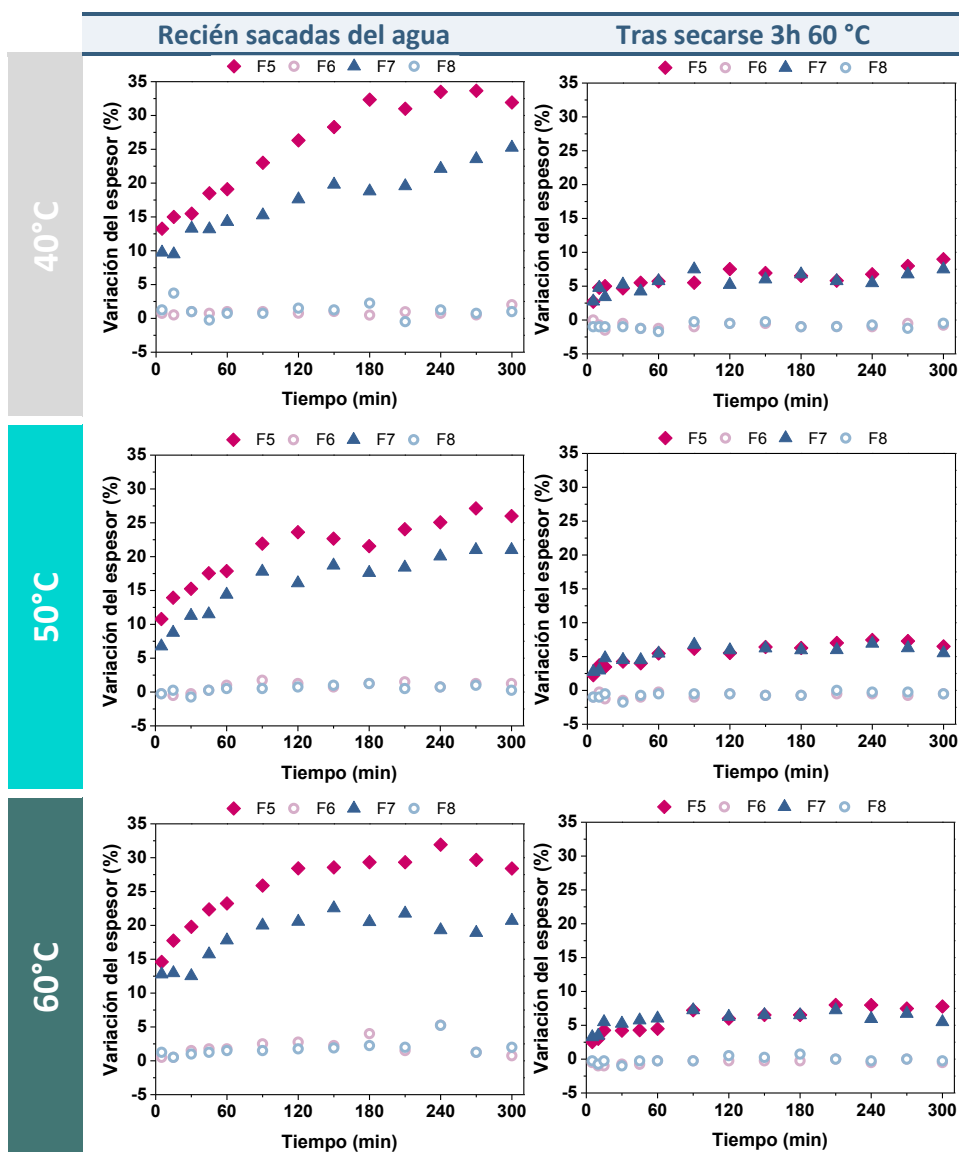 Recién sacadas del agua
Tras secarse 3h 60 °C
40°C
F5 F6 F7 F8
Variación del espesor (%)
35
30
25
20
15
10
5
0
-5
0 60 120 180 240 300
Tiempo (min)
F5 F6 F7 F8
Variación del espesor (%)
35
30
25
20
15
10
5
0
-5
0 60 120 180 240 300
Tiempo (min)
50°C
F5 F6 F7 F8
Variación del espesor (%)
35
30
25
20
15
10
5
0
-5
0 60 120 180 240 300
Tiempo (min)
F5 F6 F7 F8
Variación del espesor (%)
35
30
25
20
15
10
5
0
-5
0 60 120 180 240 300
Tiempo (min)
60°C
F5 F6 F7 F8
Variación del espesor (%)
35
30
25
20
15
10
5
0
-5
0 60 120 180 240 300
Tiempo (min)
F5 F6 F7 F8
Variación del espesor (%)
35
30
25
20
15
10
5
0
-5
0 60 120 180 240 300
Tiempo (min)